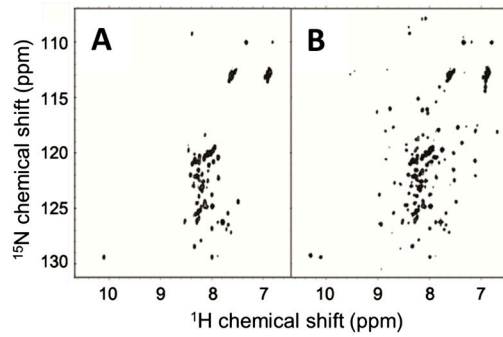 A
B
110
115
120
125
130
10 9 8 7
10 9 8 7
¹⁵N chemical shift (ppm)
¹H chemical shift (ppm)